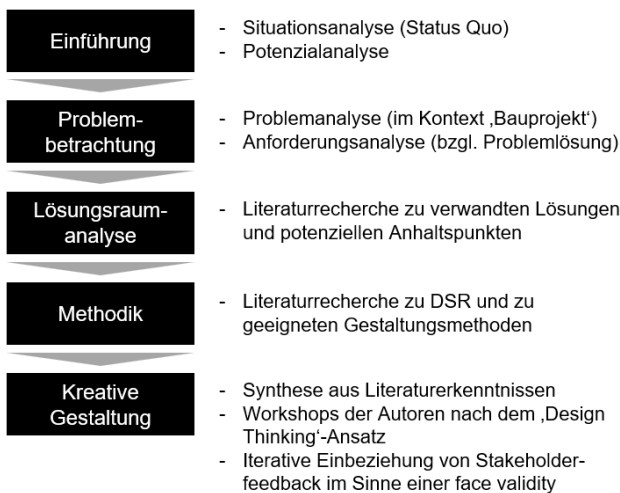 Einführung
- Situationsanalyse (Status Quo)
- Potenzialanalyse
Problem-
betrachtung
- Problemanalyse (im Kontext ‚Bauprojekt‘)
- Anforderungsanalyse (bzgl. Problemlösung)
Lösungsraum-
analyse
- Literaturrecherche zu verwandten Lösungen
und potenziellen Anhaltspunkten
Methodik
- Literaturrecherche zu DSR und zu
geeigneten Gestaltungsmethoden
Kreative
Gestaltung
- Synthese aus Literaturerkenntnissen
- Workshops der Autoren nach dem ‚Design
Thinking‘-Ansatz
- Iterative Einbeziehung von Stakeholder-
feedback im Sinne einer face validity